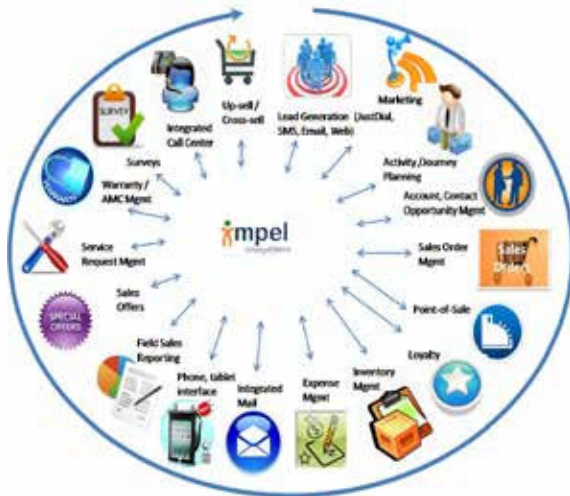 Up-sell /
Cross-sell
Lead Generation (JustDial,
SMS, Email, Web)
Marketing
Activity /Journey
Planning
Account, Contact
Opportunity Mgmt
Sales Order
Mgmt
Sales
Orders
Point-of-Sale
Loyalty
Inventory
Mgmt
Expense
Mgmt
Integrated
Mail
Phone, tablet
interface
Field Sales
Reporting
Sales
Offers
SPECIAL
OFFERS
Service
Request Mgmt
Warranty /
AMC Mgmt
Surveys
SURVEY
Integrated
Call Center
impel